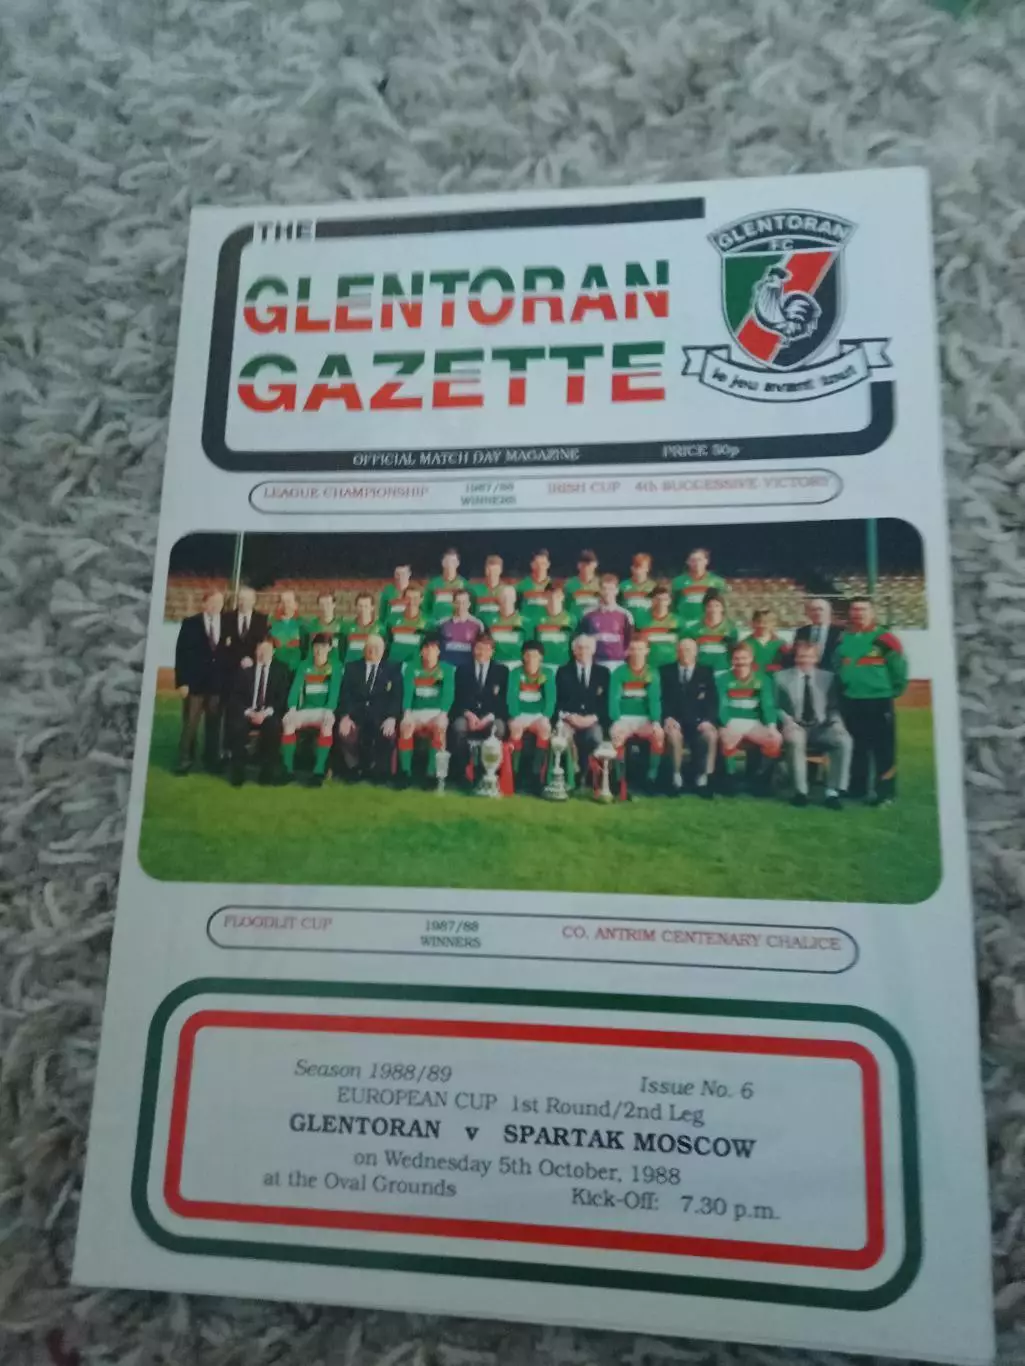 THE
GLENTORAN
GAZETTE
GLENTORAN
F.C
le jeu avant tout
OFFICIAL MATCH DAY MAGAZINE PRICE 50p
LEAGUE CHAMPIONSHIP 1987/88 WINNERS IRISH CUP 4th SUCCESSIVE VICTORY
FLOODLIT CUP 1987/88 WINNERS CO. ANTRIM CENTENARY CHALICE
Season 1988/89 Issue No. 6
EUROPEAN CUP 1st Round/2nd Leg
GLENTORAN v SPARTAK MOSCOW
on Wednesday 5th October, 1988
at the Oval Grounds Kick-Off: 7.30 p.m.